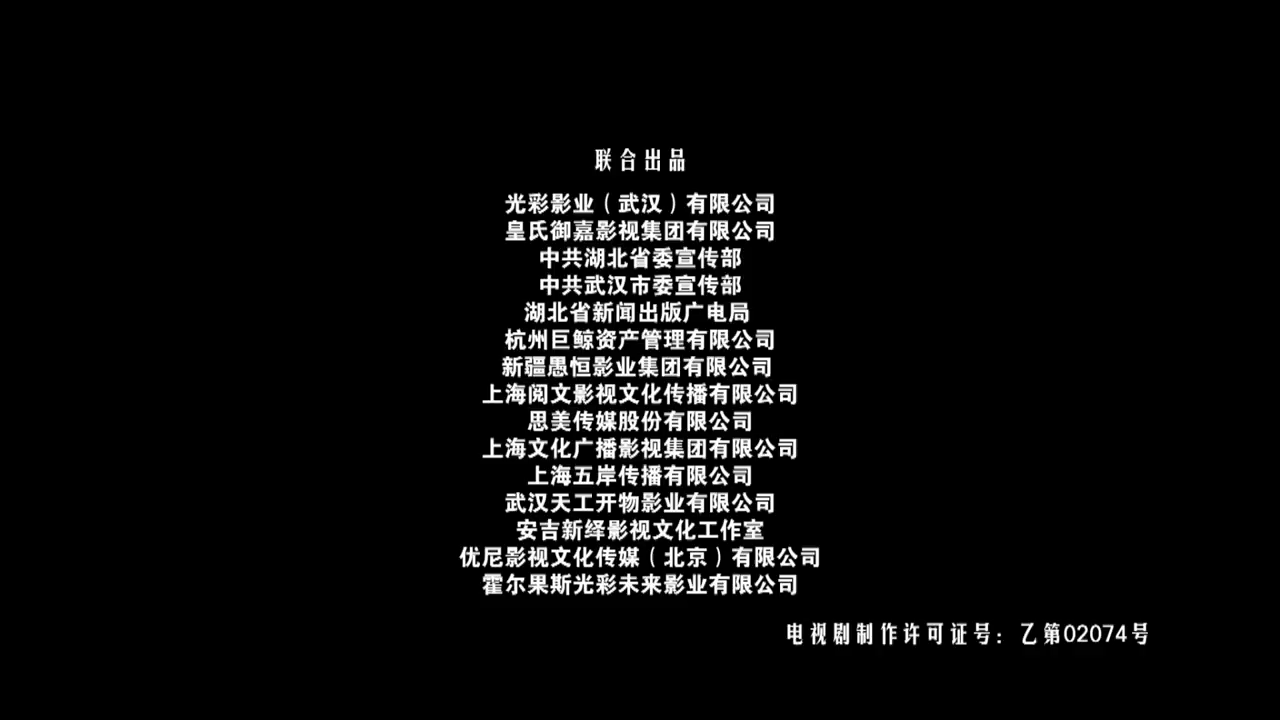 联合出品
光彩影业（武汉）有限公司
皇氏御嘉影视集团有限公司
中共湖北省委宣传部
中共武汉市委宣传部
湖北省新闻出版广电局
杭州巨鲸资产管理有限公司
新疆愚恒影业集团有限公司
上海阅文影视文化传播有限公司
思美传媒股份有限公司
上海文化广播影视集团有限公司
上海五岸传播有限公司
武汉天工开物影业有限公司
安吉新绎影视文化工作室
优尼影视文化传媒（北京）有限公司
霍尔果斯光彩未来影业有限公司
电视剧制作许可证号：乙第02074号